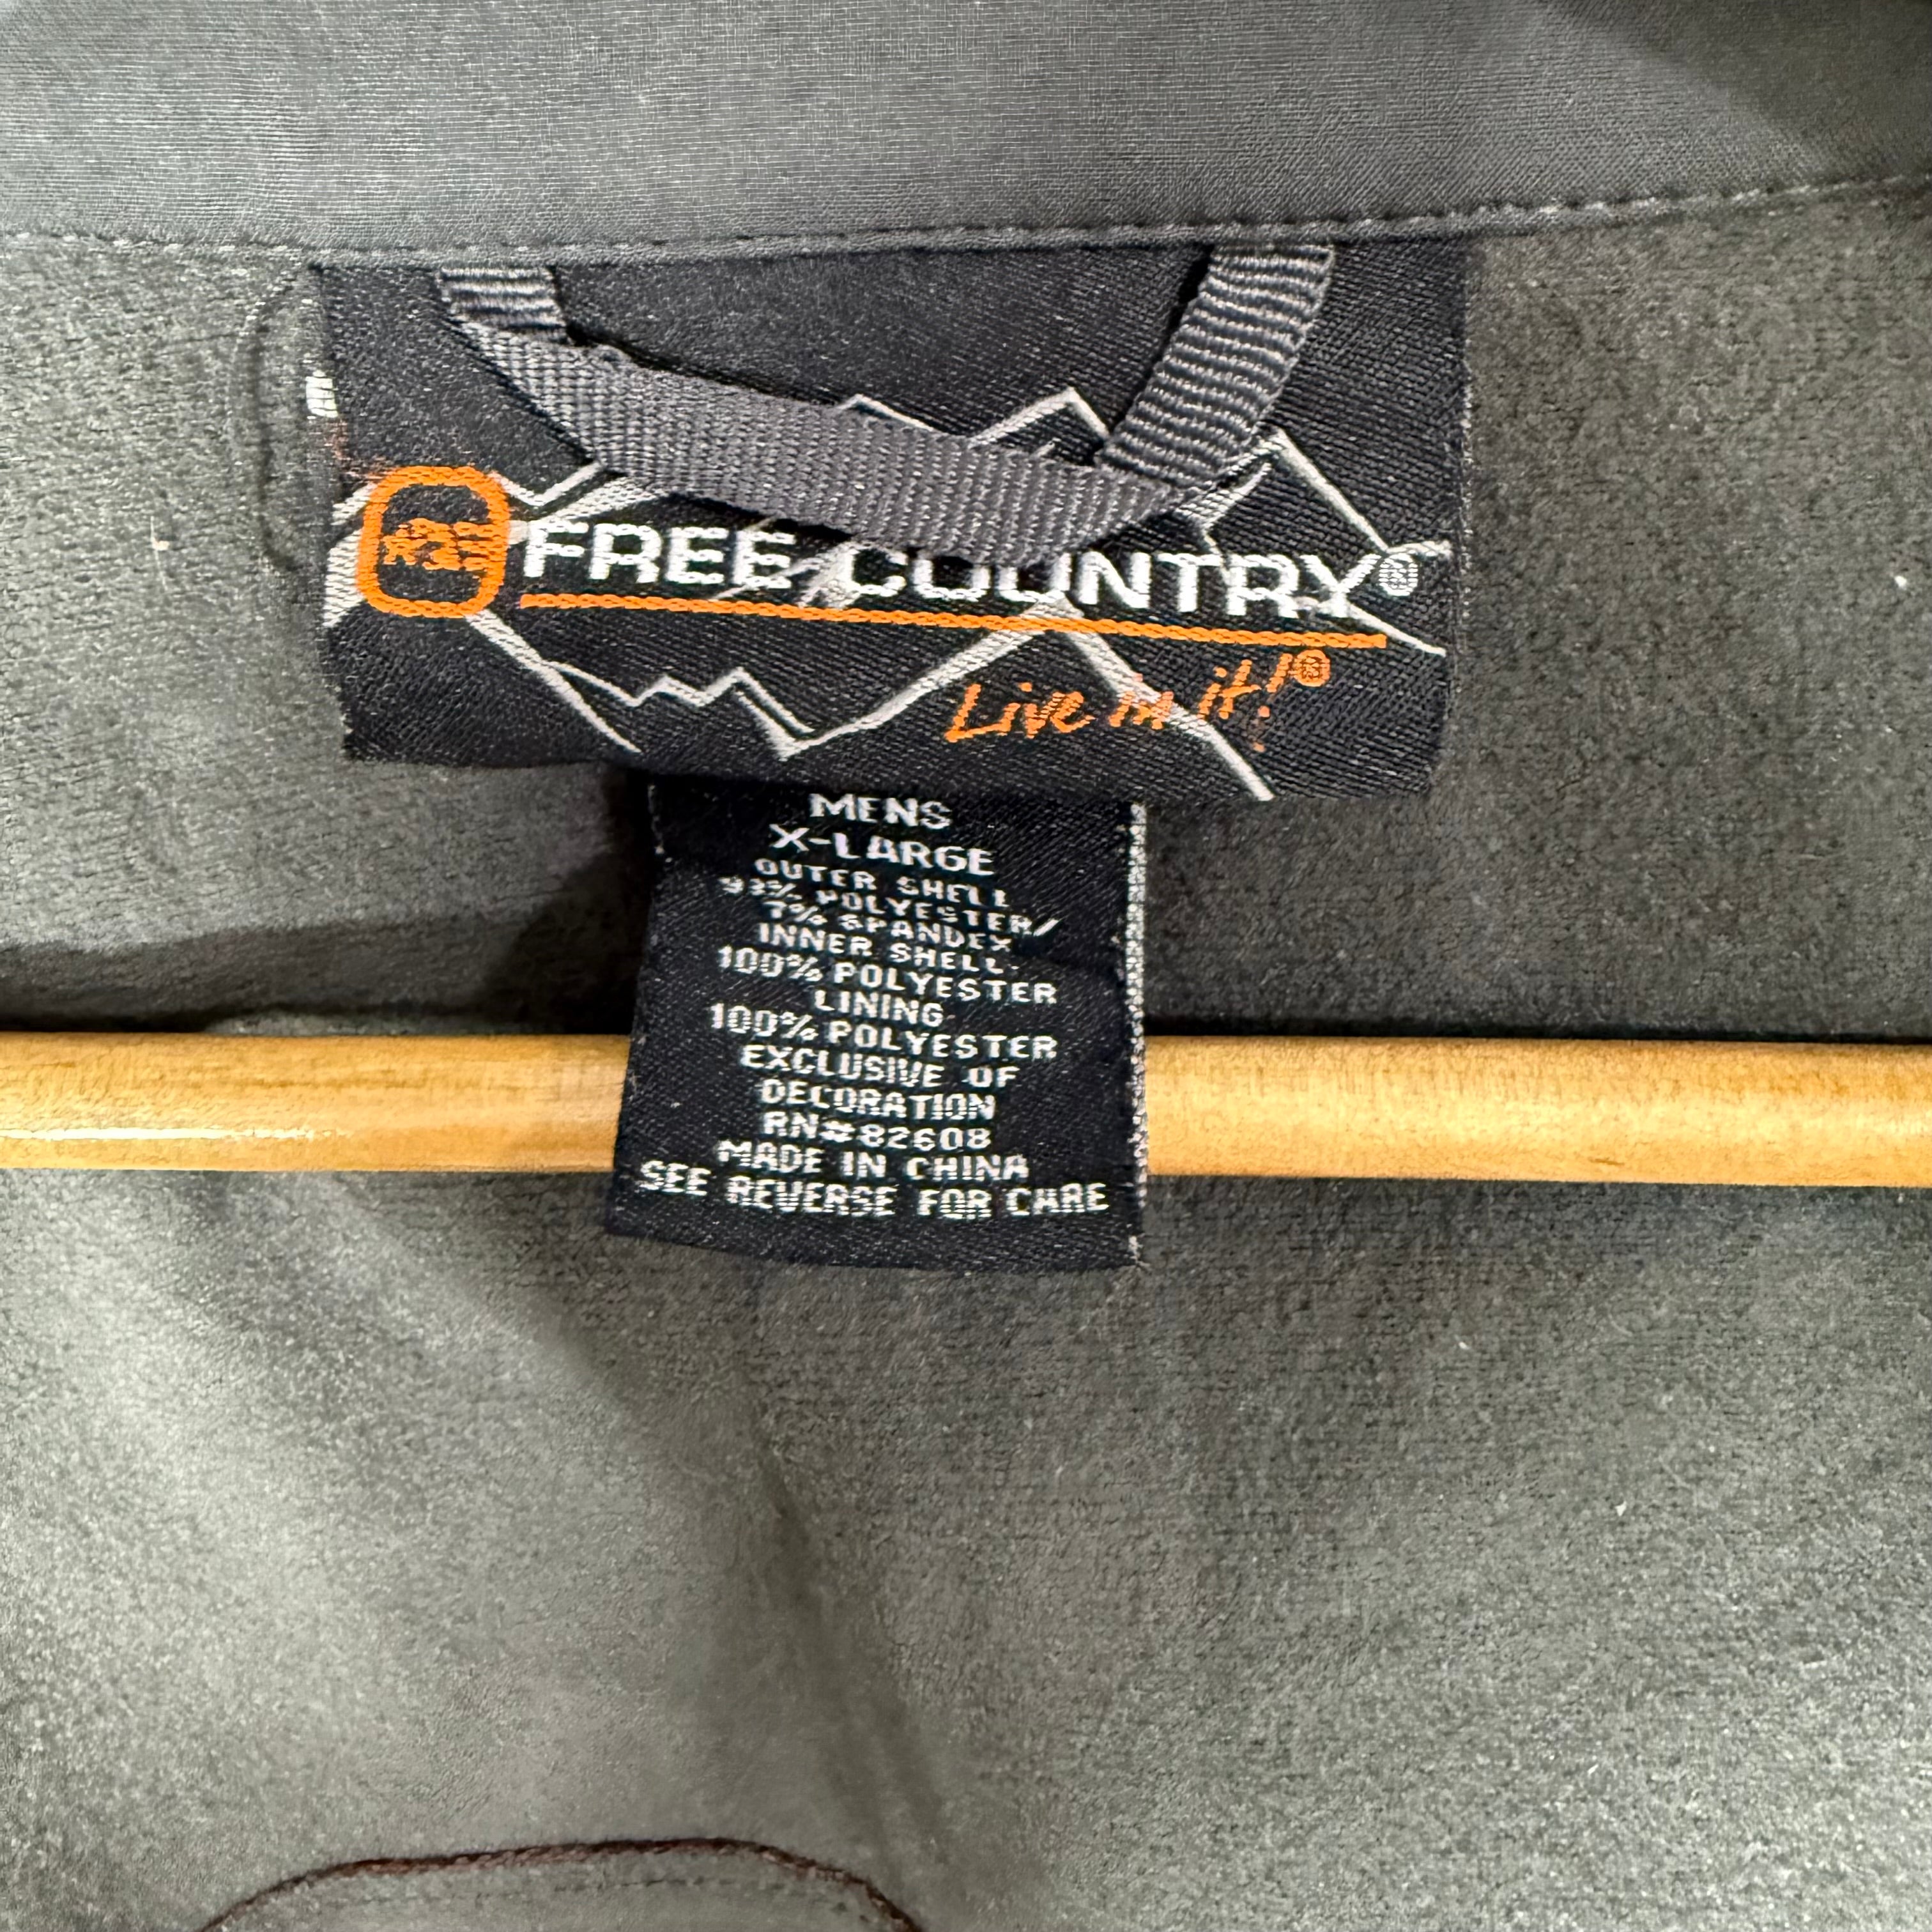 FREE COUNTRY®
Live in it!®
MENS
X-LARGE
OUTER SHELL
93% POLYESTER/
7% SPANDEX
INNER SHELL:
100% POLYESTER
LINING
100% POLYESTER
EXCLUSIVE OF
DECORATION
RN#82608
MADE IN CHINA
SEE REVERSE FOR CARE